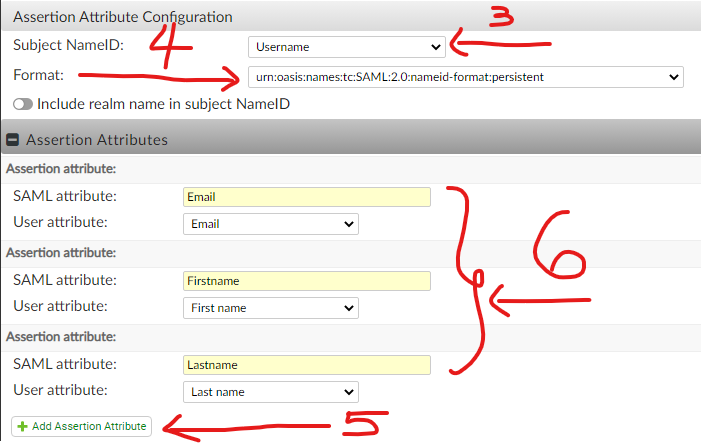 Assertion Attribute Configuration
3
Subject NameID: Username
4
Format: urn:oasis:names:tc:SAML:2.0:nameid-format:persistent
Include realm name in subject NameID
Assertion Attributes
Assertion attribute:
SAML attribute: Email
User attribute: Email
6
Assertion attribute:
SAML attribute: Firstname
User attribute: First name
Assertion attribute:
SAML attribute: Lastname
User attribute: Last name
Add Assertion Attribute
5